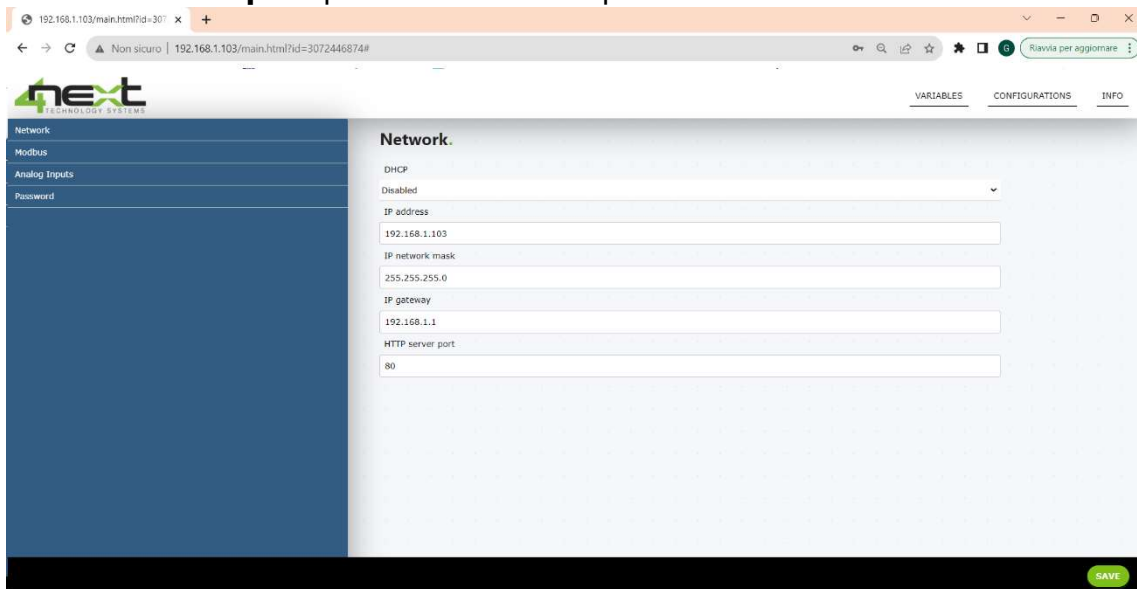 192.168.1.103/main.html?id=307
Non sicuro | 192.168.1.103/main.html?id=3072446874#
G
Riavvia per aggiornare
4next
TECHNOLOGY SYSTEMS
VARIABLES CONFIGURATIONS INFO
Network
Modbus
Analog Inputs
Password
Network.
DHCP
Disabled
IP address
192.168.1.103
IP network mask
255.255.255.0
IP gateway
192.168.1.1
HTTP server port
80
SAVE